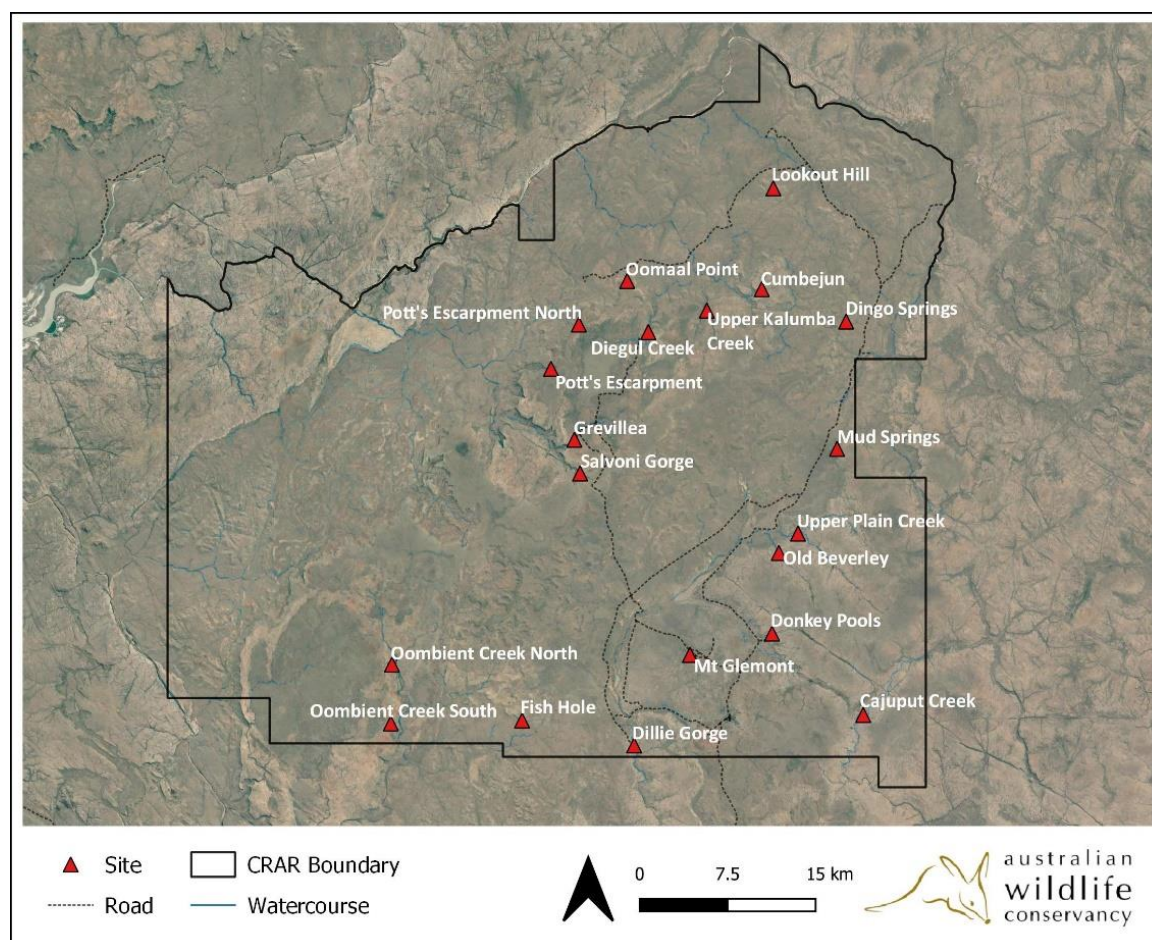 Lookout Hill
Oomaal Point
Cumbejun
Pott's Escarpment North
Upper Kalumba
Creek
Dingo Springs
Diegul Creek
Pott's Escarpment
Grevillea
Mud Springs
Salvoni Gorge
Upper Plain Creek
Old Beverley
Donkey Pools
Oombient Creek North
Mt Glemont
Oombient Creek South
Fish Hole
Cajuput Creek
Dillie Gorge
Site
CRAR Boundary
Road
Watercourse
0 7.5 15 km
australian
wildlife
conservancy